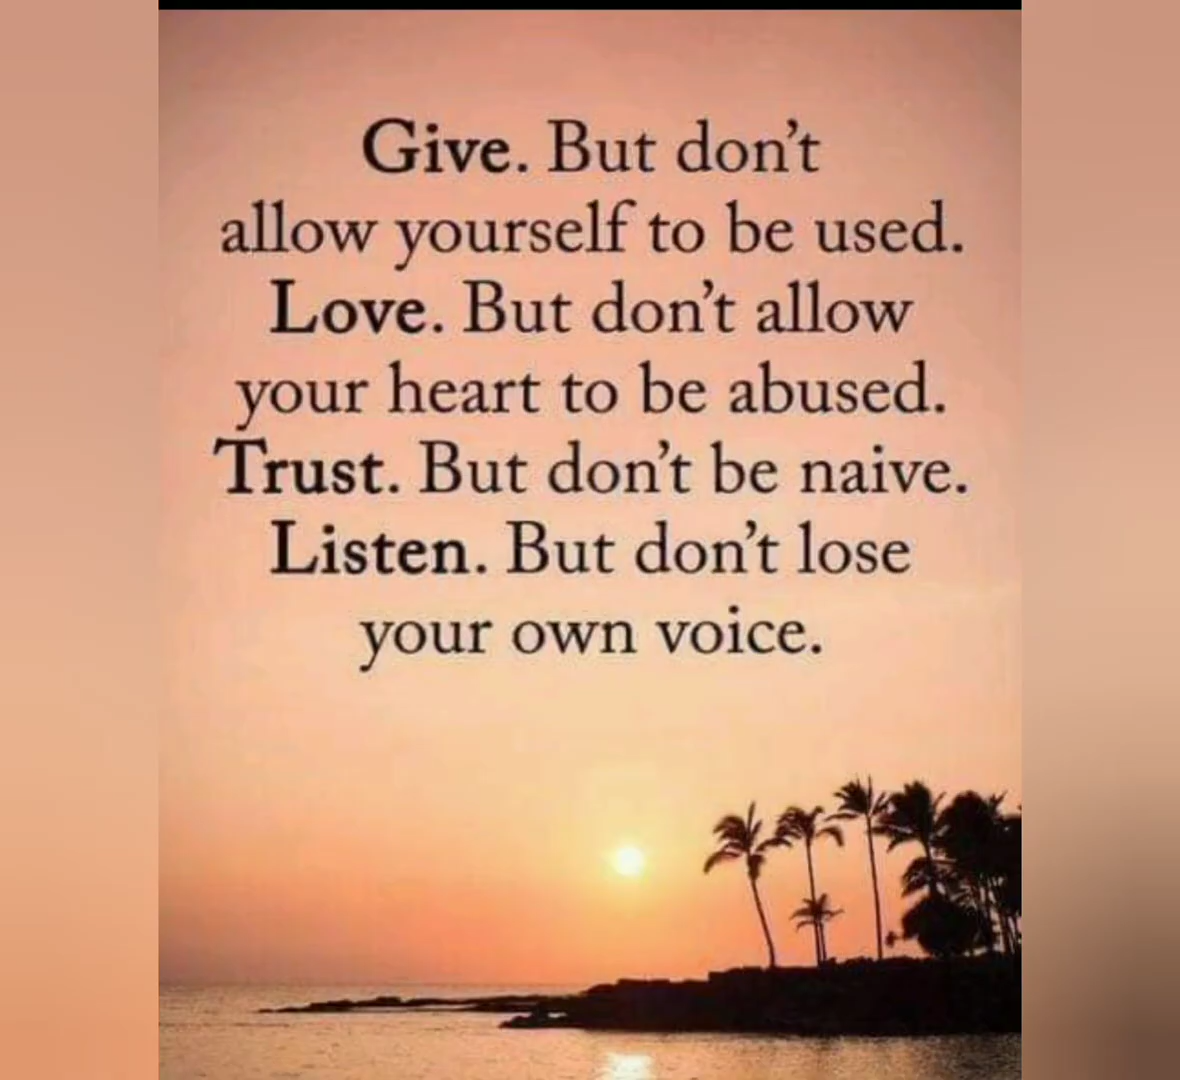 Give. But don’t
allow yourself to be used.
Love. But don’t allow
your heart to be abused.
Trust. But don’t be naive.
Listen. But don’t lose
your own voice.